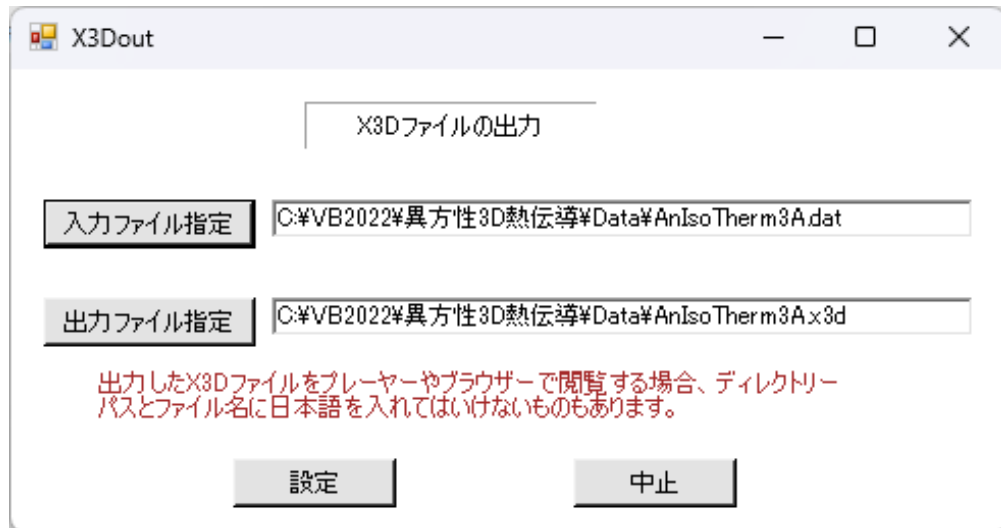 X3Dout
X3Dファイルの出力
入力ファイル指定
C:¥VB2022¥異方性3D熱伝導¥Data¥AnIsoTherm3A.dat
出力ファイル指定
C:¥VB2022¥異方性3D熱伝導¥Data¥AnIsoTherm3A.x3d
出力したX3Dファイルをプレーヤーやブラウザーで閲覧する場合、ディレクトリー
パスとファイル名に日本語を入れてはいけないものもあります。
設定
中止